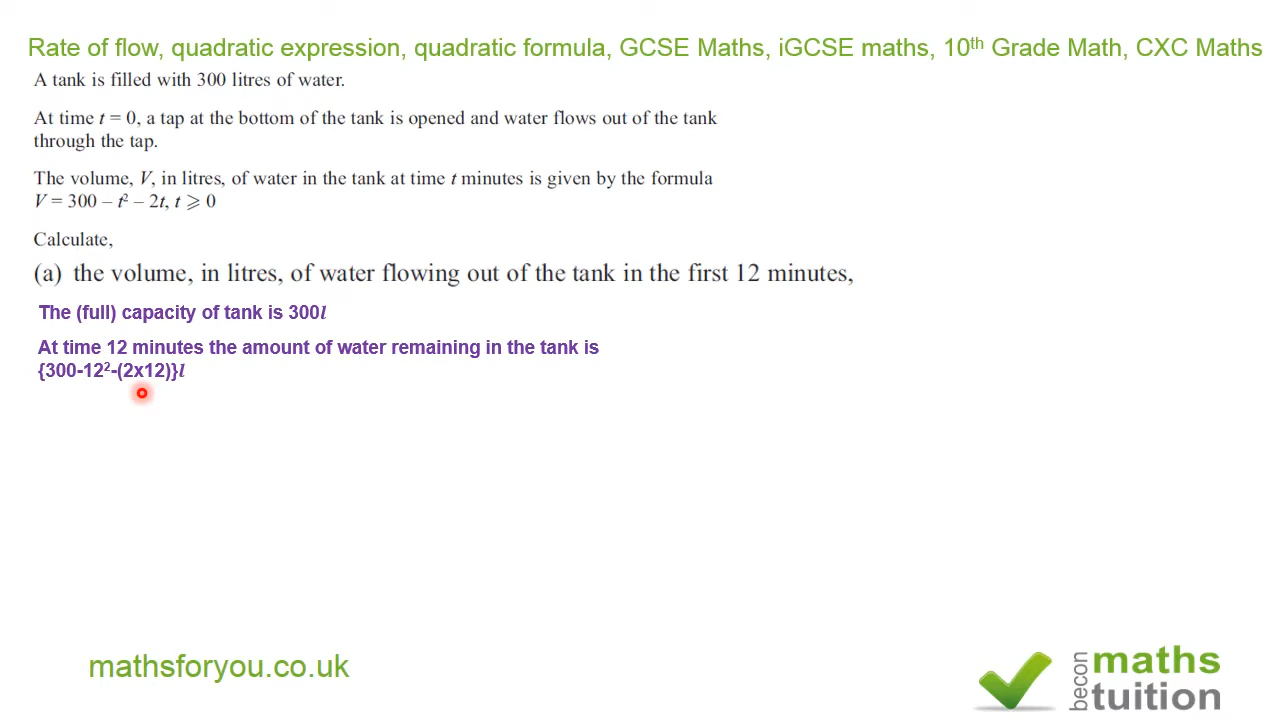 Rate of flow, quadratic expression, quadratic formula, GCSE Maths, iGCSE maths, 10th Grade Math, CXC Maths
A tank is filled with 300 litres of water.
At time t = 0, a tap at the bottom of the tank is opened and water flows out of the tank
through the tap.
The volume, V, in litres, of water in the tank at time t minutes is given by the formula
V = 300 – t² – 2t, t ⩾ 0
Calculate,
(a) the volume, in litres, of water flowing out of the tank in the first 12 minutes,
The (full) capacity of tank is 300l
At time 12 minutes the amount of water remaining in the tank is
{300-12²-(2x12)}l
mathsforyou.co.uk
becon
maths
tuition